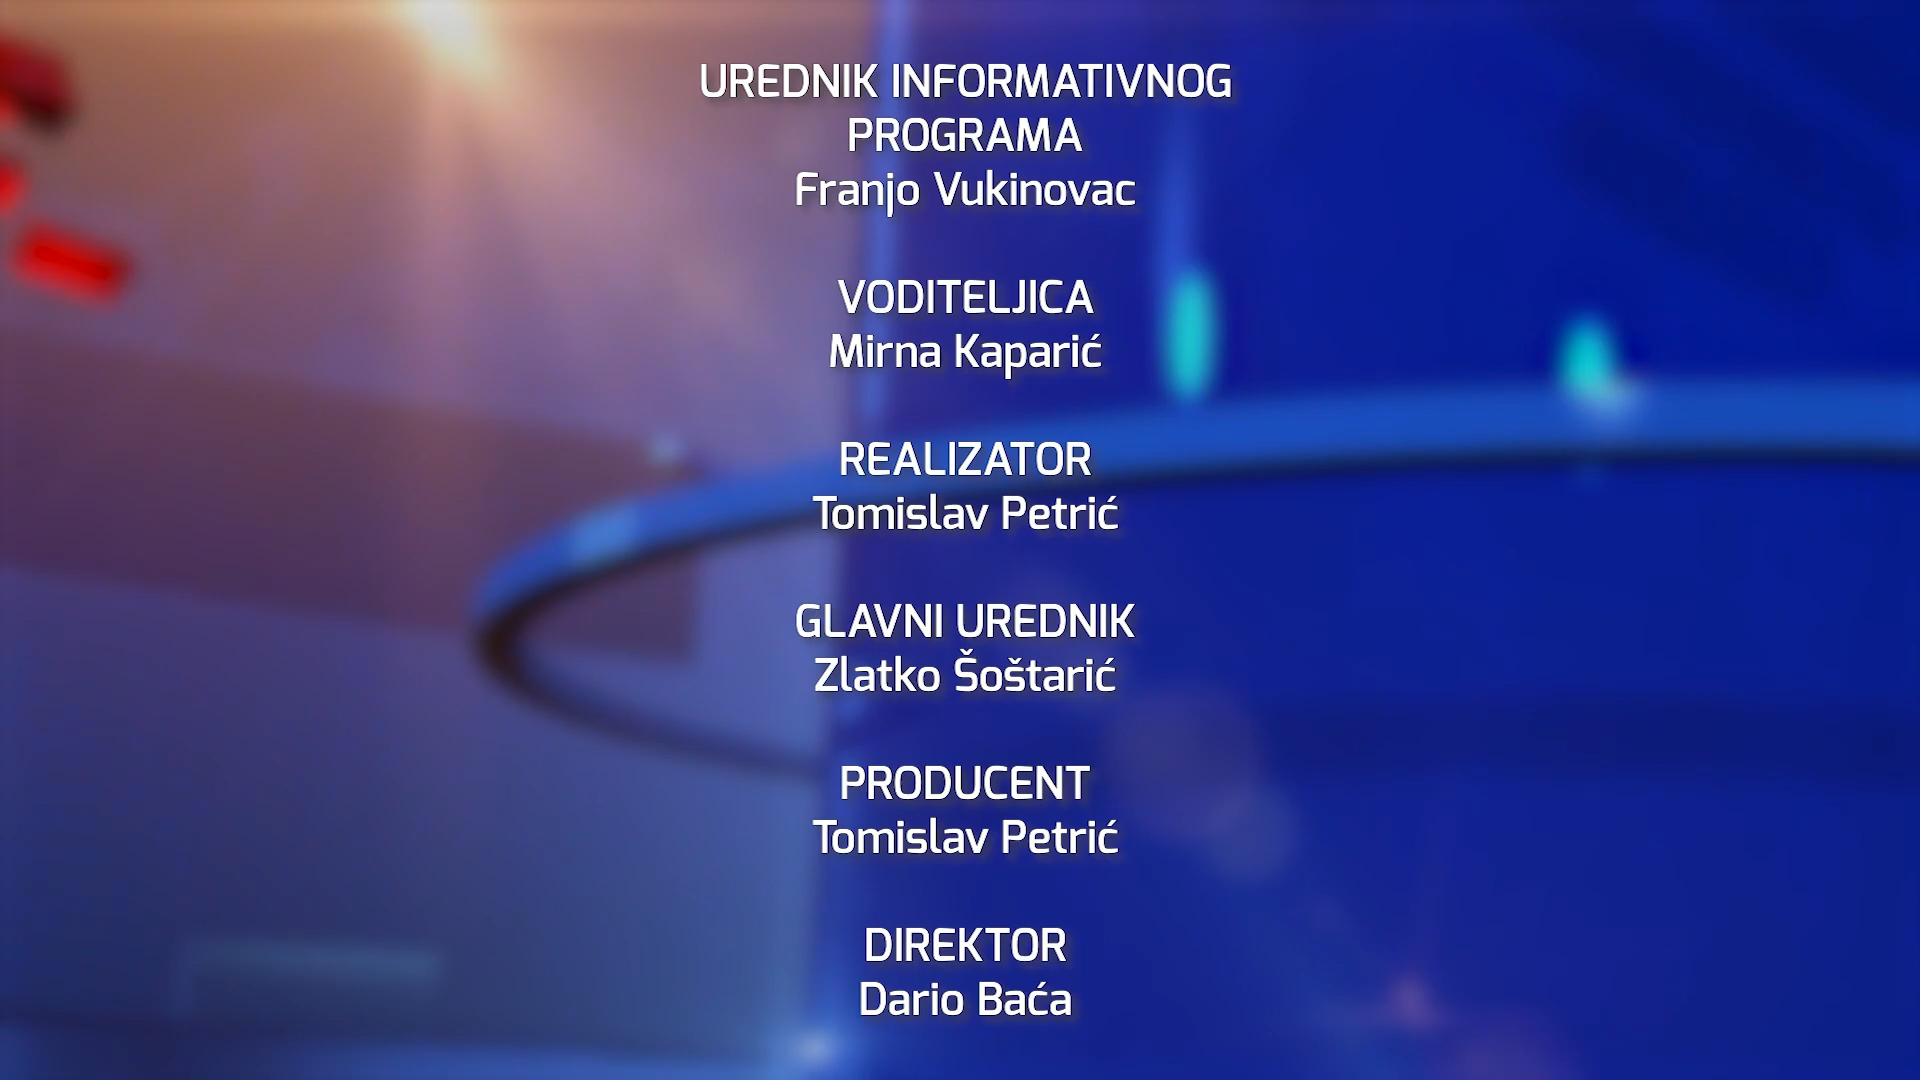 UREDNIK INFORMATIVNOG
PROGRAMA
Franjo Vukinovac
VODITELJICA
Mirna Kaparić
REALIZATOR
Tomislav Petrić
GLAVNI UREDNIK
Zlatko Šoštarić
PRODUCENT
Tomislav Petrić
DIREKTOR
Dario Baća